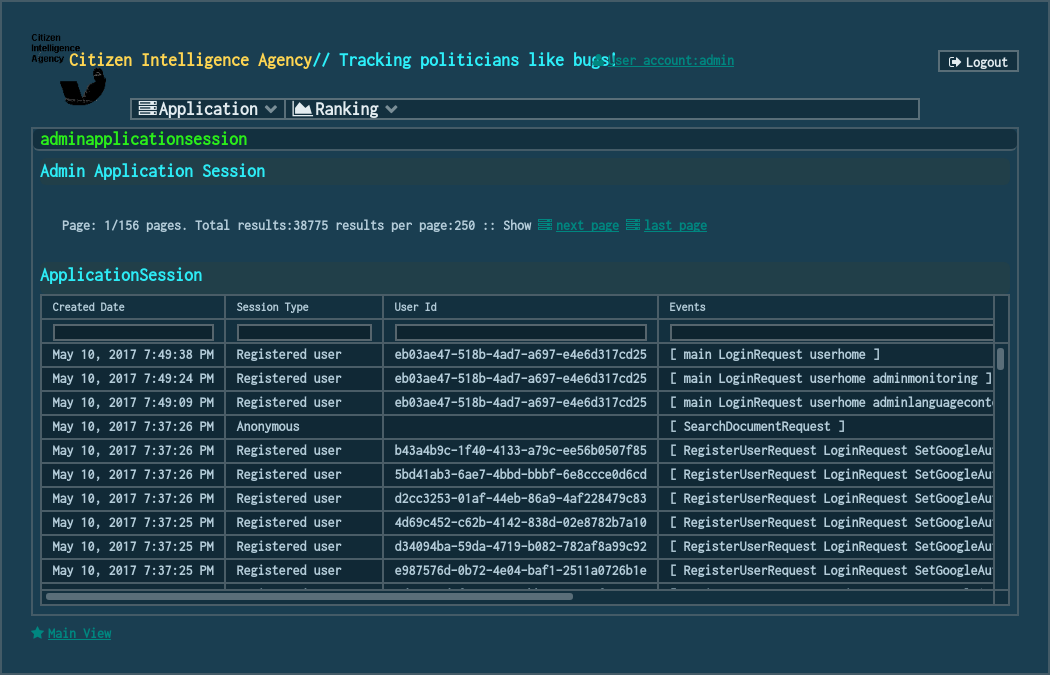 Citizen
Intelligence
Agency
Citizen Intelligence Agency// Tracking politicians like bugs!
User account:admin
Logout
Application
Ranking
adminapplicationsession
Admin Application Session
Page: 1/156 pages. Total results:38775 results per page:250 :: Show next page last page
ApplicationSession
Created Date Session Type User Id Events
May 10, 2017 7:49:38 PM Registered user eb03ae47-518b-4ad7-a697-e4e6d317cd25 [ main LoginRequest userhome ]
May 10, 2017 7:49:24 PM Registered user eb03ae47-518b-4ad7-a697-e4e6d317cd25 [ main LoginRequest userhome adminmonitoring ]
May 10, 2017 7:49:09 PM Registered user eb03ae47-518b-4ad7-a697-e4e6d317cd25 [ main LoginRequest userhome adminlanguageconte
May 10, 2017 7:37:26 PM Anonymous [ SearchDocumentRequest ]
May 10, 2017 7:37:26 PM Registered user b43a4b9c-1f40-4133-a79c-ee56b0507f85 [ RegisterUserRequest LoginRequest SetGoogleAu
May 10, 2017 7:37:26 PM Registered user 5bd41ab3-6ae7-4bbd-bbbf-6e8ccce0d6cd [ RegisterUserRequest LoginRequest SetGoogleAu
May 10, 2017 7:37:26 PM Registered user d2cc3253-01af-44eb-86a9-4af228479c83 [ RegisterUserRequest LoginRequest SetGoogleAu
May 10, 2017 7:37:25 PM Registered user 4d69c452-c62b-4142-838d-02e8782b7a10 [ RegisterUserRequest LoginRequest SetGoogleAu
May 10, 2017 7:37:25 PM Registered user d34094ba-59da-4719-b082-782af8a99c92 [ RegisterUserRequest LoginRequest SetGoogleAu
May 10, 2017 7:37:25 PM Registered user e987576d-0b72-4e04-baf1-2511a0726b1e [ RegisterUserRequest LoginRequest SetGoogleAu
Main View